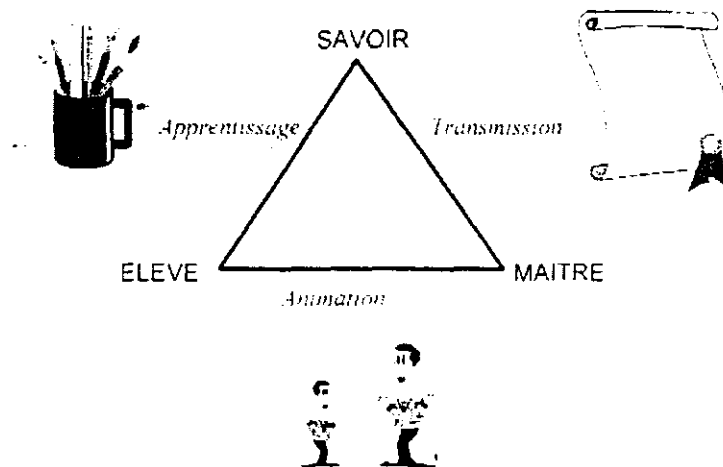 SAVOIR
Apprentissage
Transmission
ELEVE
MAITRE
Animation